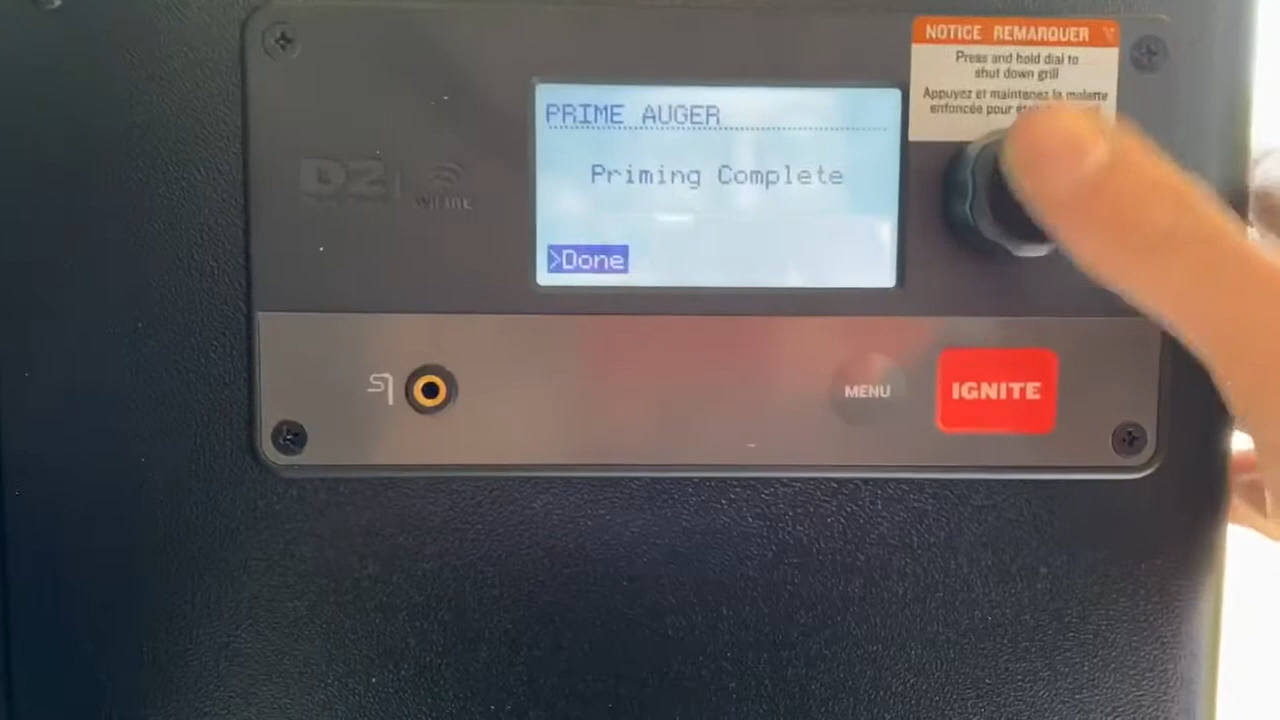 NOTICE REMARQUER
Press and hold dial to
shut down grill
Appuyez et maintenez la molette
enfoncée pour
PRIME AUGER
Priming Complete
>Done
D2
WiFIRE
MENU
IGNITE